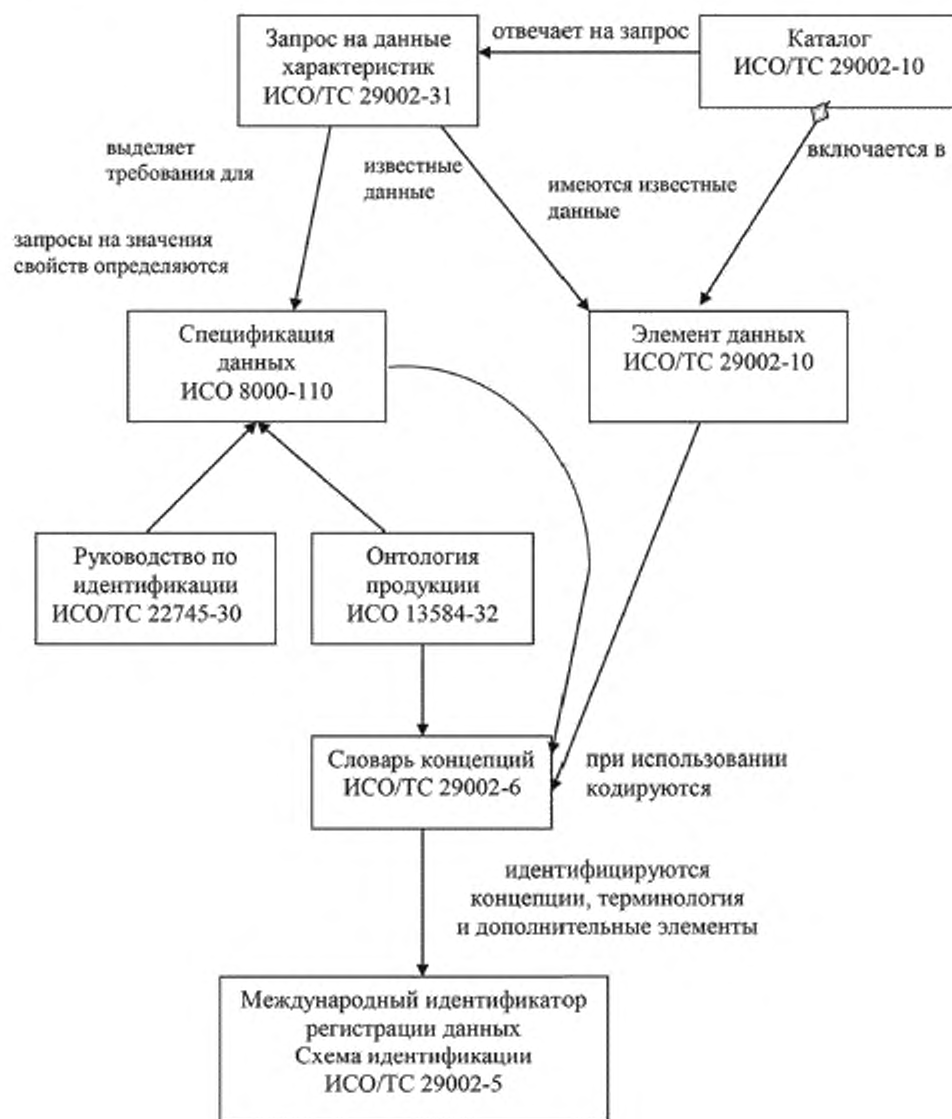 Запрос на данные
характеристик
ИСО/ТС 29002-31
отвечает на запрос
Каталог
ИСО/ТС 29002-10
выделяет
требования для
известные
данные
включается в
имеются известные
данные
запросы на значения
свойств определяются
Спецификация
данных
ИСО 8000-110
Элемент данных
ИСО/ТС 29002-10
Руководство по
идентификации
ИСО/ТС 22745-30
Онтология
продукции
ИСО 13584-32
Словарь концепций
ИСО/ТС 29002-6
при использовании
кодируются
идентифицируются
концепции, терминология
и дополнительные элементы
Международный идентификатор
регистрации данных
Схема идентификации
ИСО/ТС 29002-5